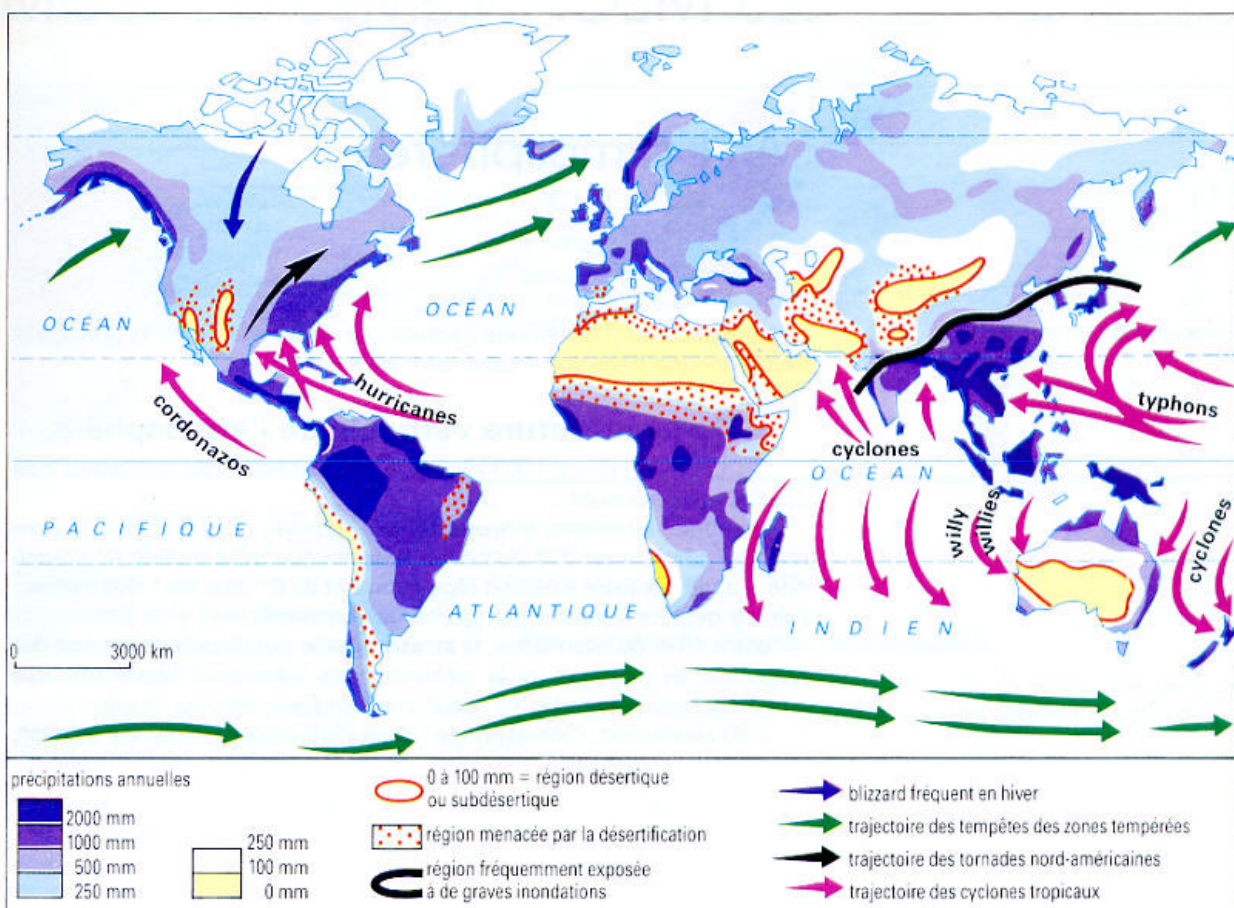 OCÉAN
OCÉAN
hurricanes
cordonazos
typhons
cyclones
OCÉAN
PACIFIQUE
willy
willies
cyclones
ATLANTIQUE
INDIEN
0 3000 km
précipitations annuelles
2000 mm
1000 mm
500 mm
250 mm
250 mm
100 mm
0 mm
0 à 100 mm = région désertique
ou subdésertique
région menacée par la désertification
région fréquemment exposée
à de graves inondations
blizzard fréquent en hiver
trajectoire des tempêtes des zones tempérées
trajectoire des tornades nord-américaines
trajectoire des cyclones tropicaux